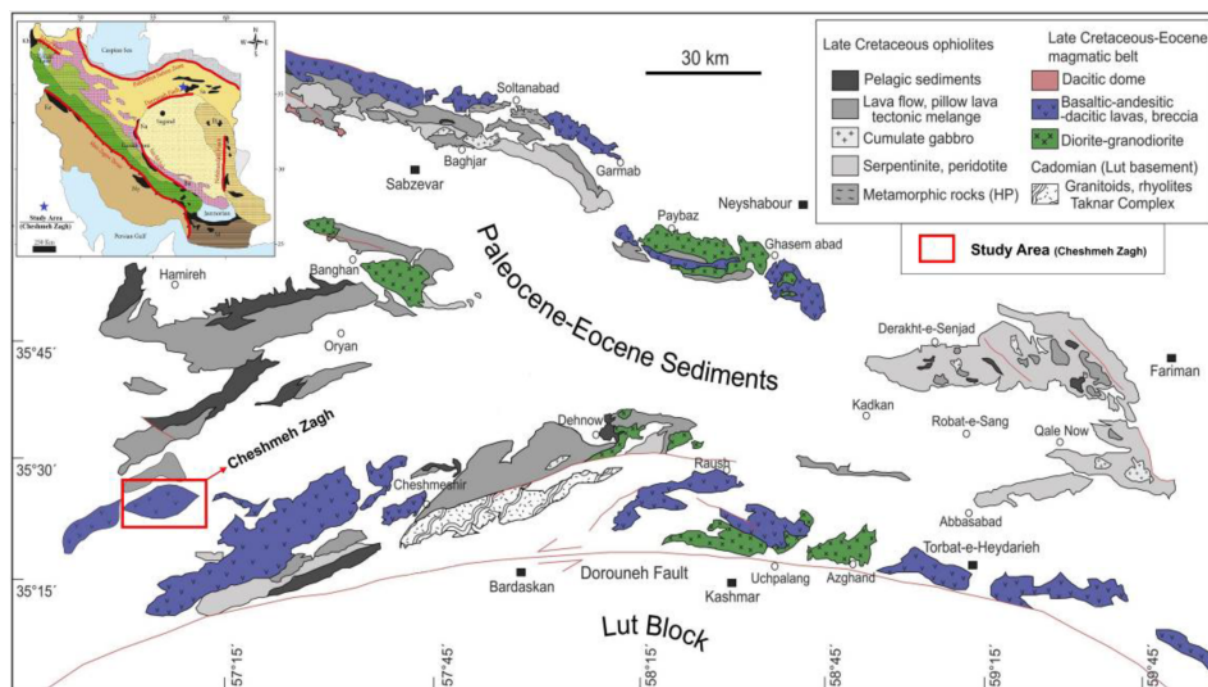 Caspian Sea
Study Area
(Cheshmeh Zagh)
Persian Gulf
250 Km
30 km
Late Cretaceous ophiolites
Pelagic sediments
Lava flow, pillow lava
tectonic melange
Cumulate gabbro
Serpentinite, peridotite
Metamorphic rocks (HP)
Late Cretaceous-Eocene
magmatic belt
Dacitic dome
Basaltic-andesitic
-dacitic lavas, breccia
Diorite-granodiorite
Cadomian (Lut basement)
Granitoids, rhyolites
Taknar Complex
Study Area (Cheshmeh Zagh)
Soltanabad
Baghjar
Sabzevar
Garmab
Neyshabour
Paybaz
Ghasem abad
Banghan
Hamireh
Oryan
Paleocene-Eocene Sediments
Derakht-e-Senjad
Fariman
Kadkan
Robat-e-Sang
Qale Now
Dehnow
Cheshmeh Zagh
Cheshmeshir
Raush
Abbasabad
Torbat-e-Heydarieh
Bardaskan
Dorouneh Fault
Kashmar
Uchpalang
Azghand
Lut Block
35°45´
35°30´
35°15´
57°15´
57°45´
58°15´
58°45´
59°15´
59°45´